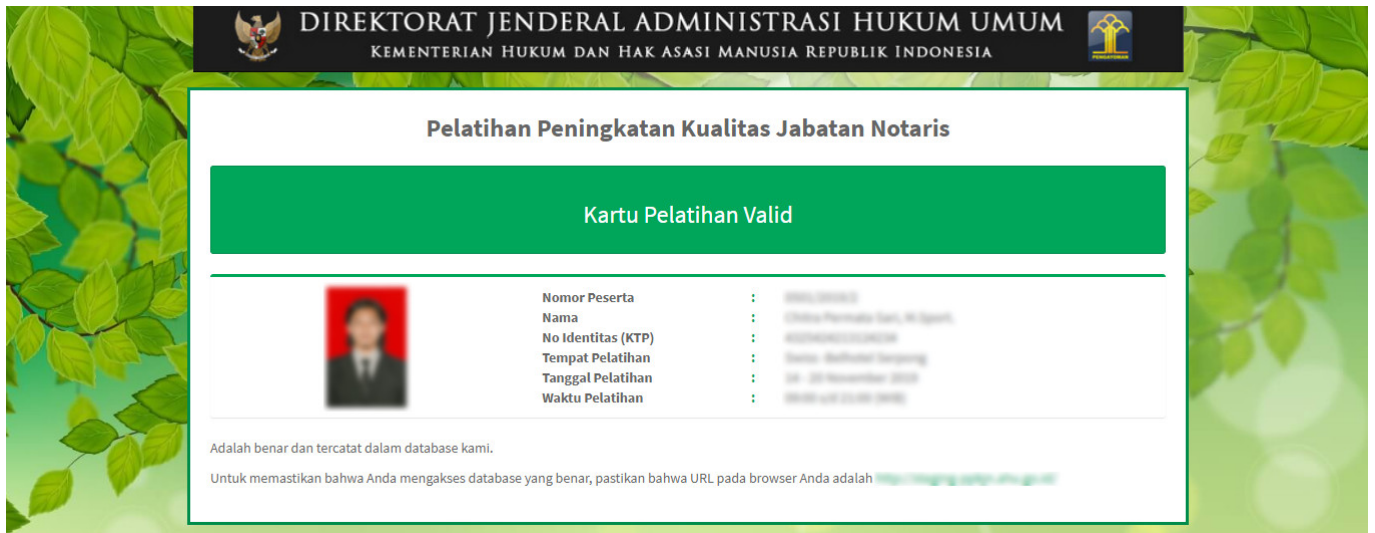 DIREKTORAT JENDERAL ADMINISTRASI HUKUM UMUM
KEMENTERIAN HUKUM DAN HAK ASASI MANUSIA REPUBLIK INDONESIA
PENGAYOMAN
Pelatihan Peningkatan Kualitas Jabatan Notaris
Kartu Pelatihan Valid
Nomor Peserta :
Nama :
No Identitas (KTP) :
Tempat Pelatihan :
Tanggal Pelatihan :
Waktu Pelatihan :
Adalah benar dan tercatat dalam database kami.
Untuk memastikan bahwa Anda mengakses database yang benar, pastikan bahwa URL pada browser Anda adalah